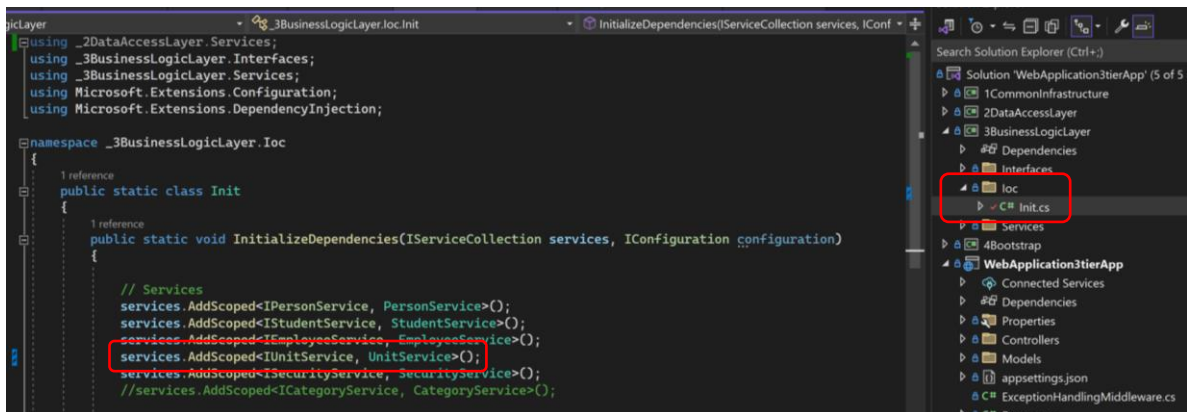 gicLayer
_3BusinessLogicLayer.Ioc.Init
InitializeDependencies(IServiceCollection services, IConf
using _2DataAccessLayer.Services;
using _3BusinessLogicLayer.Interfaces;
using _3BusinessLogicLayer.Services;
using Microsoft.Extensions.Configuration;
using Microsoft.Extensions.DependencyInjection;
namespace _3BusinessLogicLayer.Ioc
{
1 reference
public static class Init
{
1 reference
public static void InitializeDependencies(IServiceCollection services, IConfiguration configuration)
{
// Services
services.AddScoped<IPersonService, PersonService>();
services.AddScoped<IStudentService, StudentService>();
services.AddScoped<IEmployeeService, EmployeeService>();
services.AddScoped<IUnitService, UnitService>();
services.AddScoped<ISecurityService, SecurityService>();
//services.AddScoped<ICategoryService, CategoryService>();
Search Solution Explorer (Ctrl+;)
Solution 'WebApplication3tierApp' (5 of 5
1CommonInfrastructure
2DataAccessLayer
3BusinessLogicLayer
Dependencies
Interfaces
Ioc
C# Init.cs
Services
4Bootstrap
WebApplication3tierApp
Connected Services
Dependencies
Properties
Controllers
Models
appsettings.json
C# ExceptionHandlingMiddleware.cs